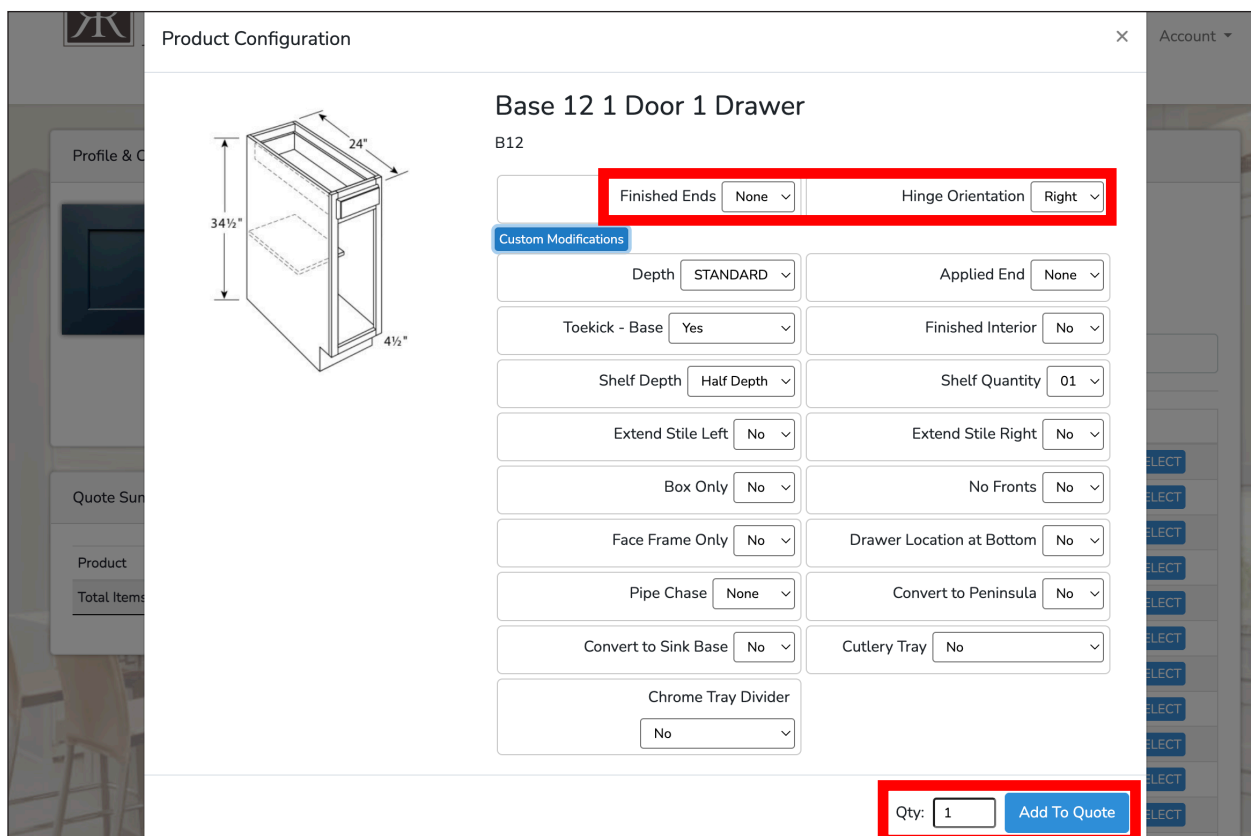 Product Configuration ×
Account
Base 12 1 Door 1 Drawer
B12
24"
34½"
4½"
Finished Ends None
Hinge Orientation Right
Custom Modifications
Depth STANDARD
Applied End None
Toekick - Base Yes
Finished Interior No
Shelf Depth Half Depth
Shelf Quantity 01
Extend Stile Left No
Extend Stile Right No
Box Only No
No Fronts No
Face Frame Only No
Drawer Location at Bottom No
Pipe Chase None
Convert to Peninsula No
Convert to Sink Base No
Cutlery Tray No
Chrome Tray Divider
No
Qty: 1
Add To Quote
Profile & C
Quote Sum
Product
Total Items
ELECT
ELECT
ELECT
ELECT
ELECT
ELECT
ELECT
ELECT
ELECT
ELECT
ELECT